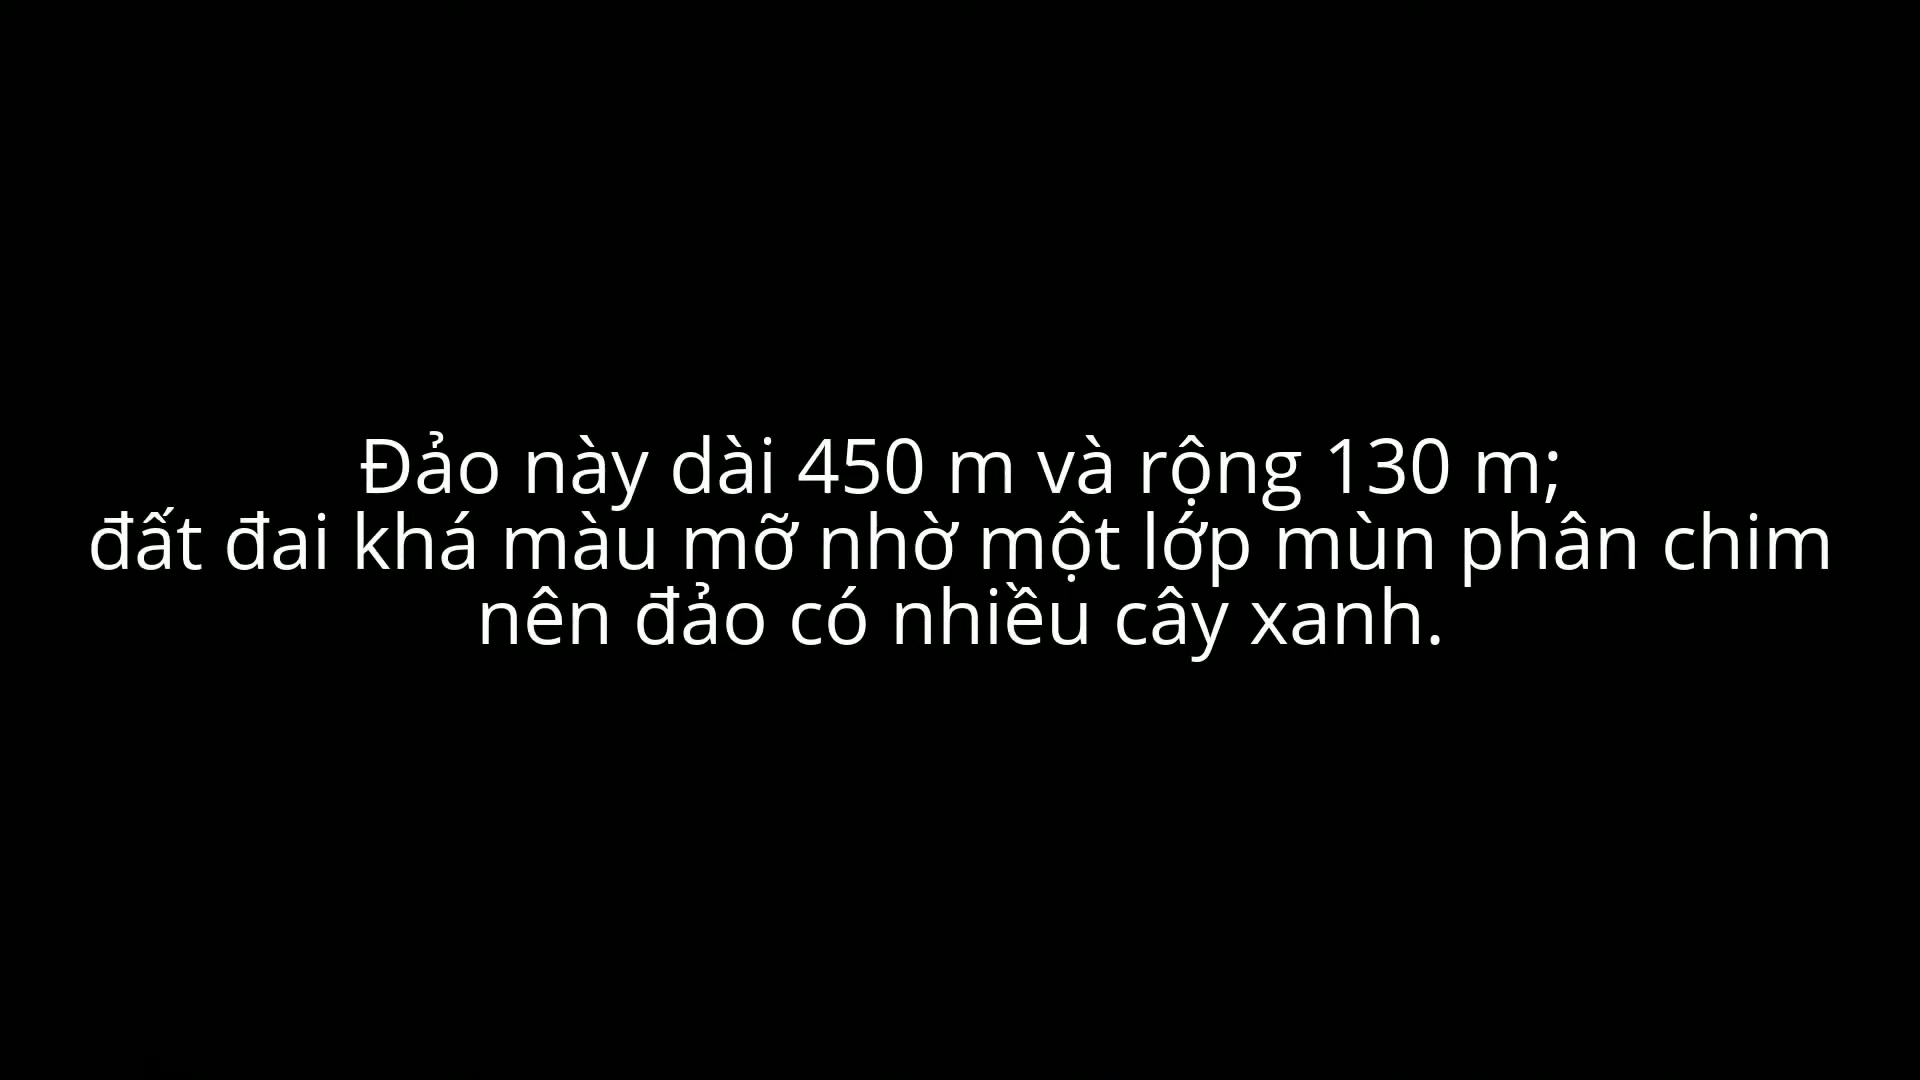 Đảo này dài 450 m và rộng 130 m;
đất đai khá màu mỡ nhờ một lớp mùn phân chim
nên đảo có nhiều cây xanh.